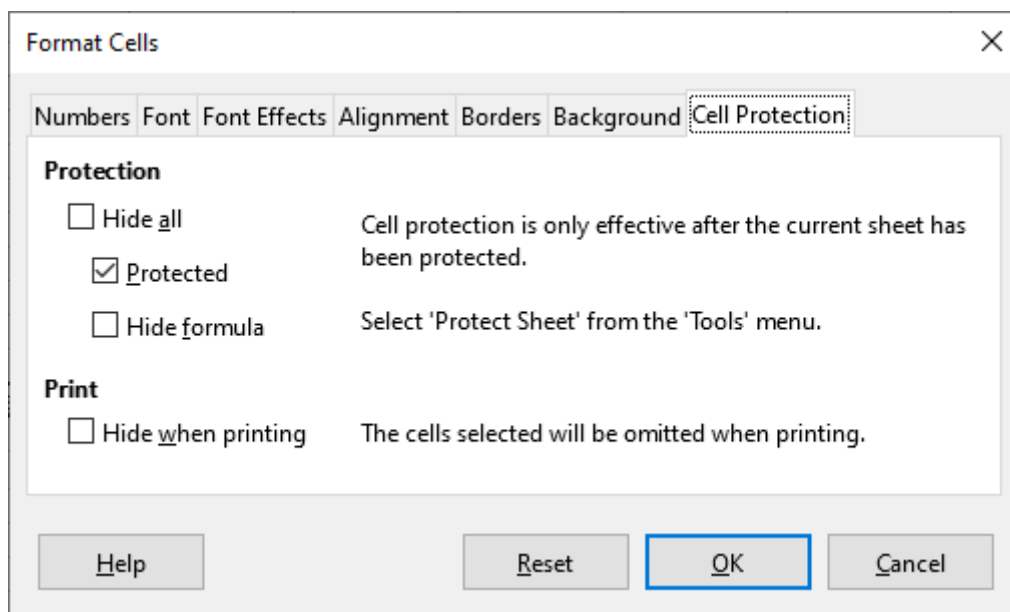 Format Cells
Numbers Font Font Effects Alignment Borders Background Cell Protection
Protection
Hide all
Cell protection is only effective after the current sheet has
been protected.
Protected
Hide formula
Select 'Protect Sheet' from the 'Tools' menu.
Print
Hide when printing
The cells selected will be omitted when printing.
Help Reset OK Cancel